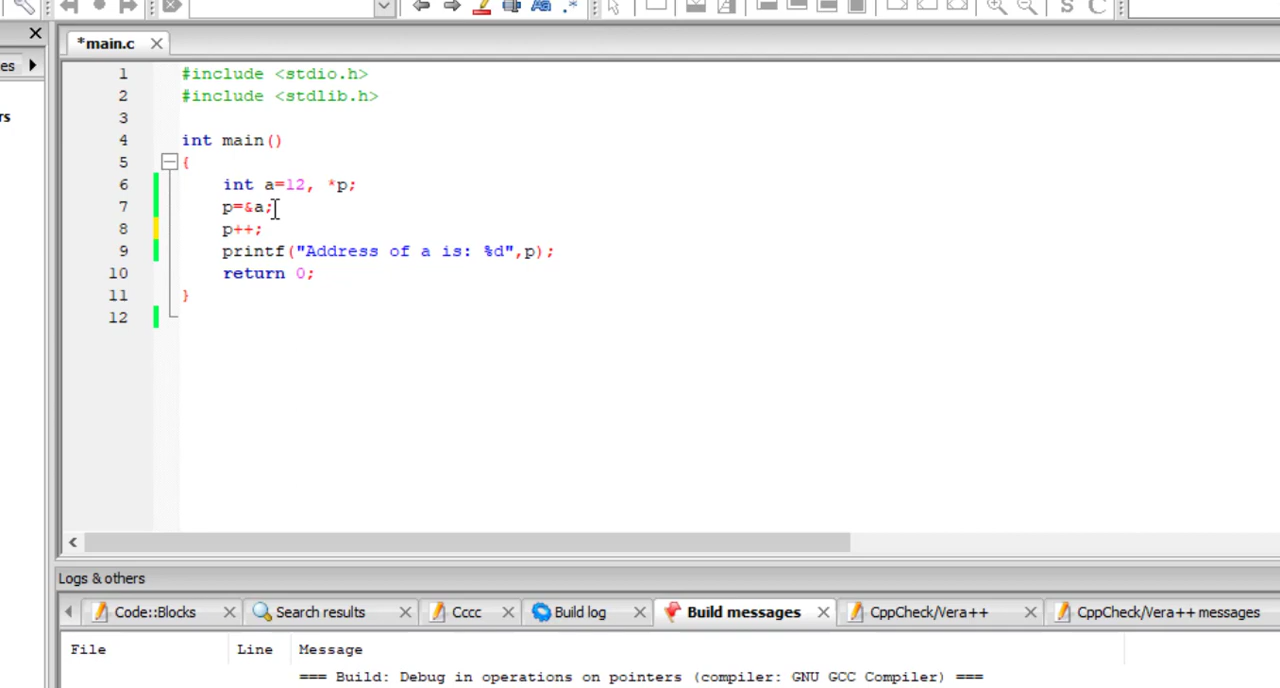 *main.c
es
rs
1 #include <stdio.h>
2 #include <stdlib.h>
3
4 int main()
5 {
6 int a=12, *p;
7 p=&a;
8 p++;
9 printf("Address of a is: %d",p);
10 return 0;
11 }
12
Logs & others
Code::Blocks Search results Cccc Build log Build messages CppCheck/Vera++ CppCheck/Vera++ messages
File Line Message
=== Build: Debug in operations on pointers (compiler: GNU GCC Compiler) ===